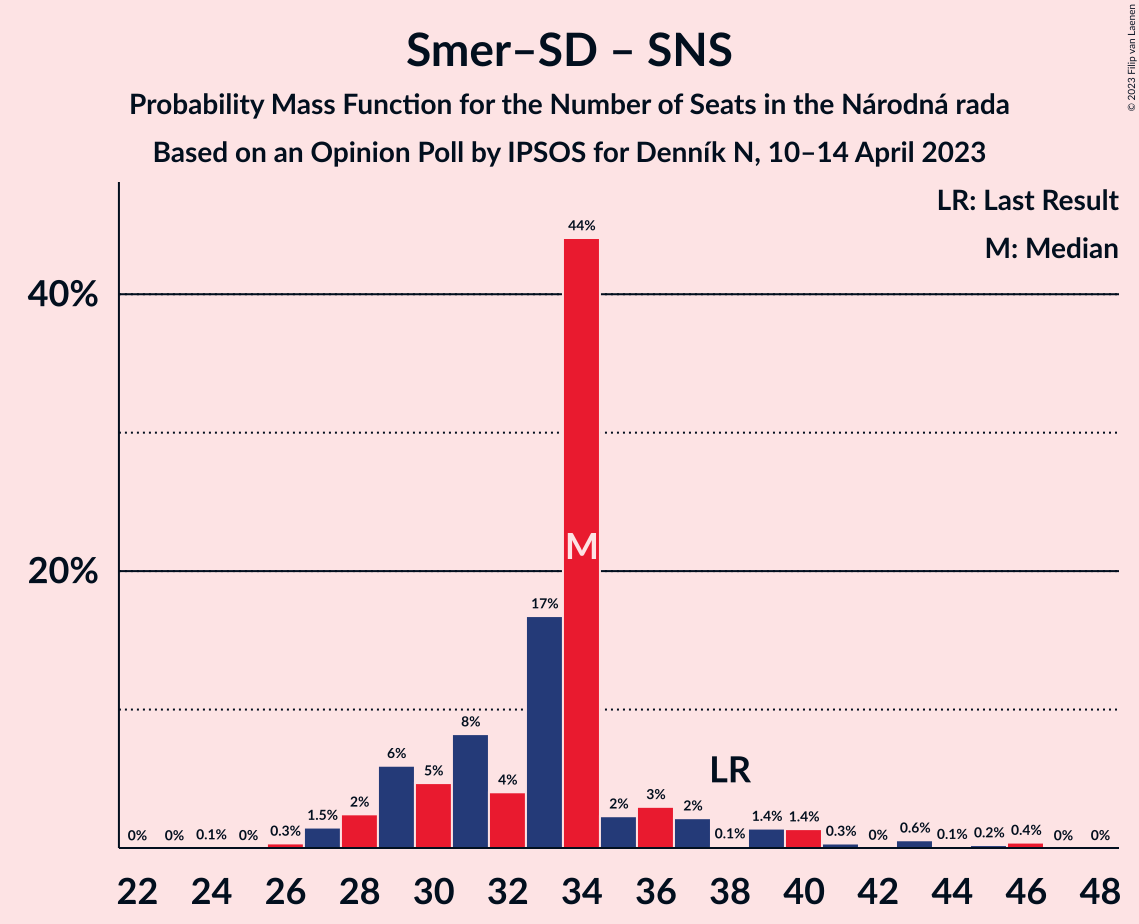 © 2023 Filip van Laenen
Smer–SD – SNS
Probability Mass Function for the Number of Seats in the Národná rada
Based on an Opinion Poll by IPSOS for Denník N, 10–14 April 2023
LR: Last Result
M: Median
40%
20%
0% 0% 0.1% 0% 0.3% 1.5% 2% 6% 5% 8% 4% 17% 44% 2% 3% 2% 0.1% 1.4% 1.4% 0.3% 0% 0.6% 0.1% 0.2% 0.4% 0% 0%
M
LR
22 24 26 28 30 32 34 36 38 40 42 44 46 48